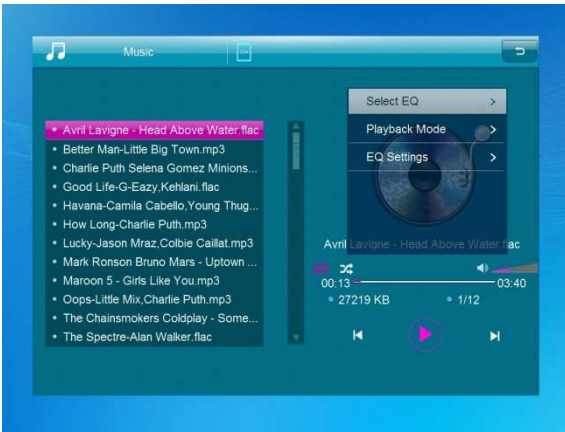 Music
Select EQ
Playback Mode
EQ Settings
Avril Lavigne - Head Above Water.flac
Better Man-Little Big Town.mp3
Charlie Puth Selena Gomez Minions...
Good Life-G-Eazy,Kehlani.flac
Havana-Camila Cabello,Young Thug...
How Long-Charlie Puth.mp3
Lucky-Jason Mraz,Colbie Caillat.mp3
Mark Ronson Bruno Mars - Uptown ...
Maroon 5 - Girls Like You.mp3
Oops-Little Mix,Charlie Puth.mp3
The Chainsmokers Coldplay - Some...
The Spectre-Alan Walker.flac
Avril Lavigne - Head Above Water.flac
00:13
03:40
27219 KB
1/12